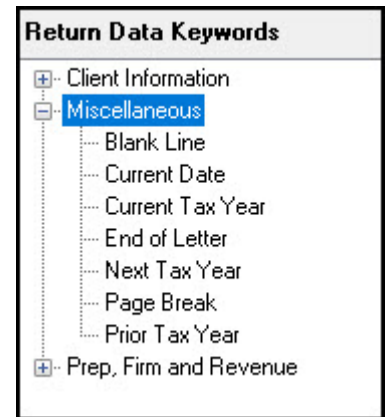 Return Data Keywords
Client Information
Miscellaneous
Blank Line
Current Date
Current Tax Year
End of Letter
Next Tax Year
Page Break
Prior Tax Year
Prep, Firm and Revenue